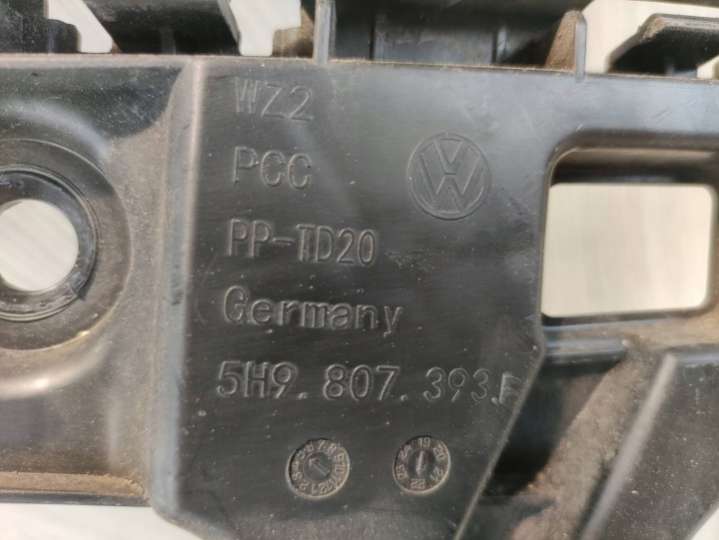 WZ2
PCC
PP-TD20
Germany
5H9.807.393.